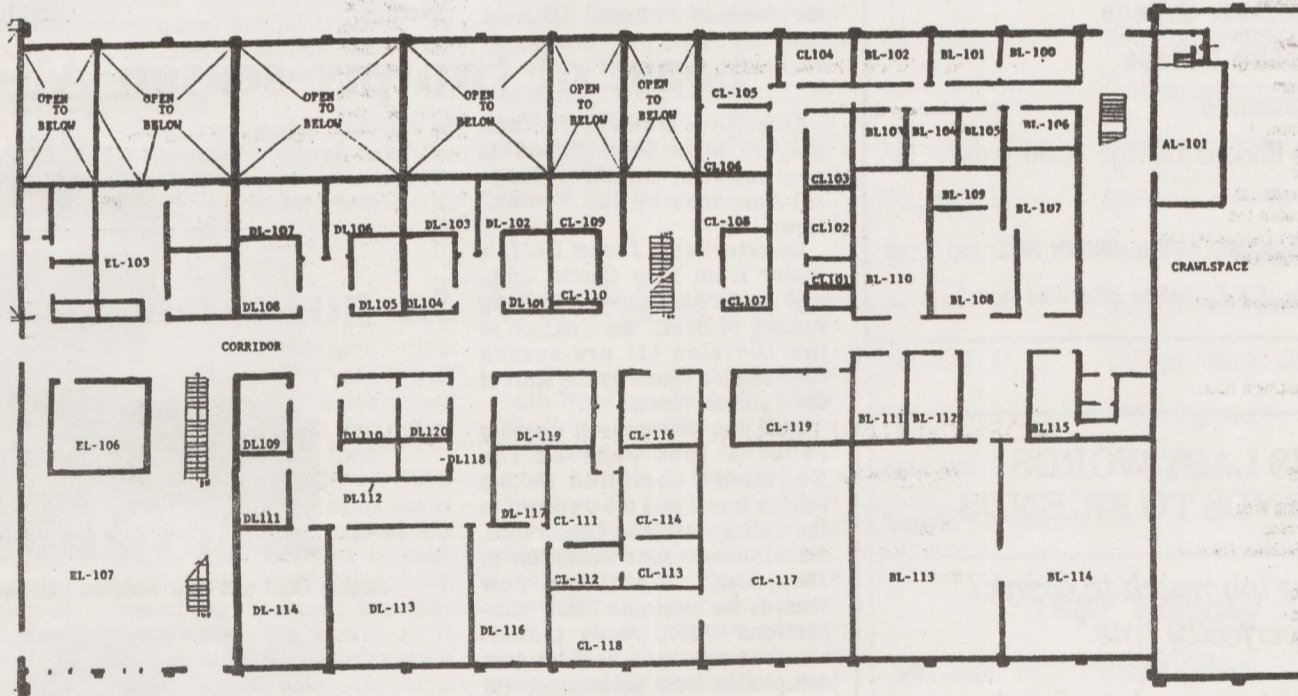 CL104
BL-102
BL-101
BL-100
OPEN
TO
BELOW
OPEN
TO
BELOW
OPEN
TO
BELOW
OPEN
TO
BELOW
OPEN
TO
BELOW
OPEN
TO
BELOW
CL-105
BL-104
BL105
BL-106
AL-101
CL106
CL103
BL-109
BL-107
DL-107
DL106
DL-103
DL-102
CL-109
CL-108
CL102
EL-103
CRAWLSPACE
CL101
BL-110
DL108
DL105
DL104
DL101
CL-110
CL107
BL-108
CORRIDOR
EL-106
DL109
DL110
DL120
DL-119
CL-116
CL-119
BL-111
BL-112
BL115
DL118
DL112
DL111
DL-117
CL-111
CL-114
EL-107
CL-112
CL-113
CL-117
BL-113
BL-114
DL-114
DL-113
DL-116
CL-118